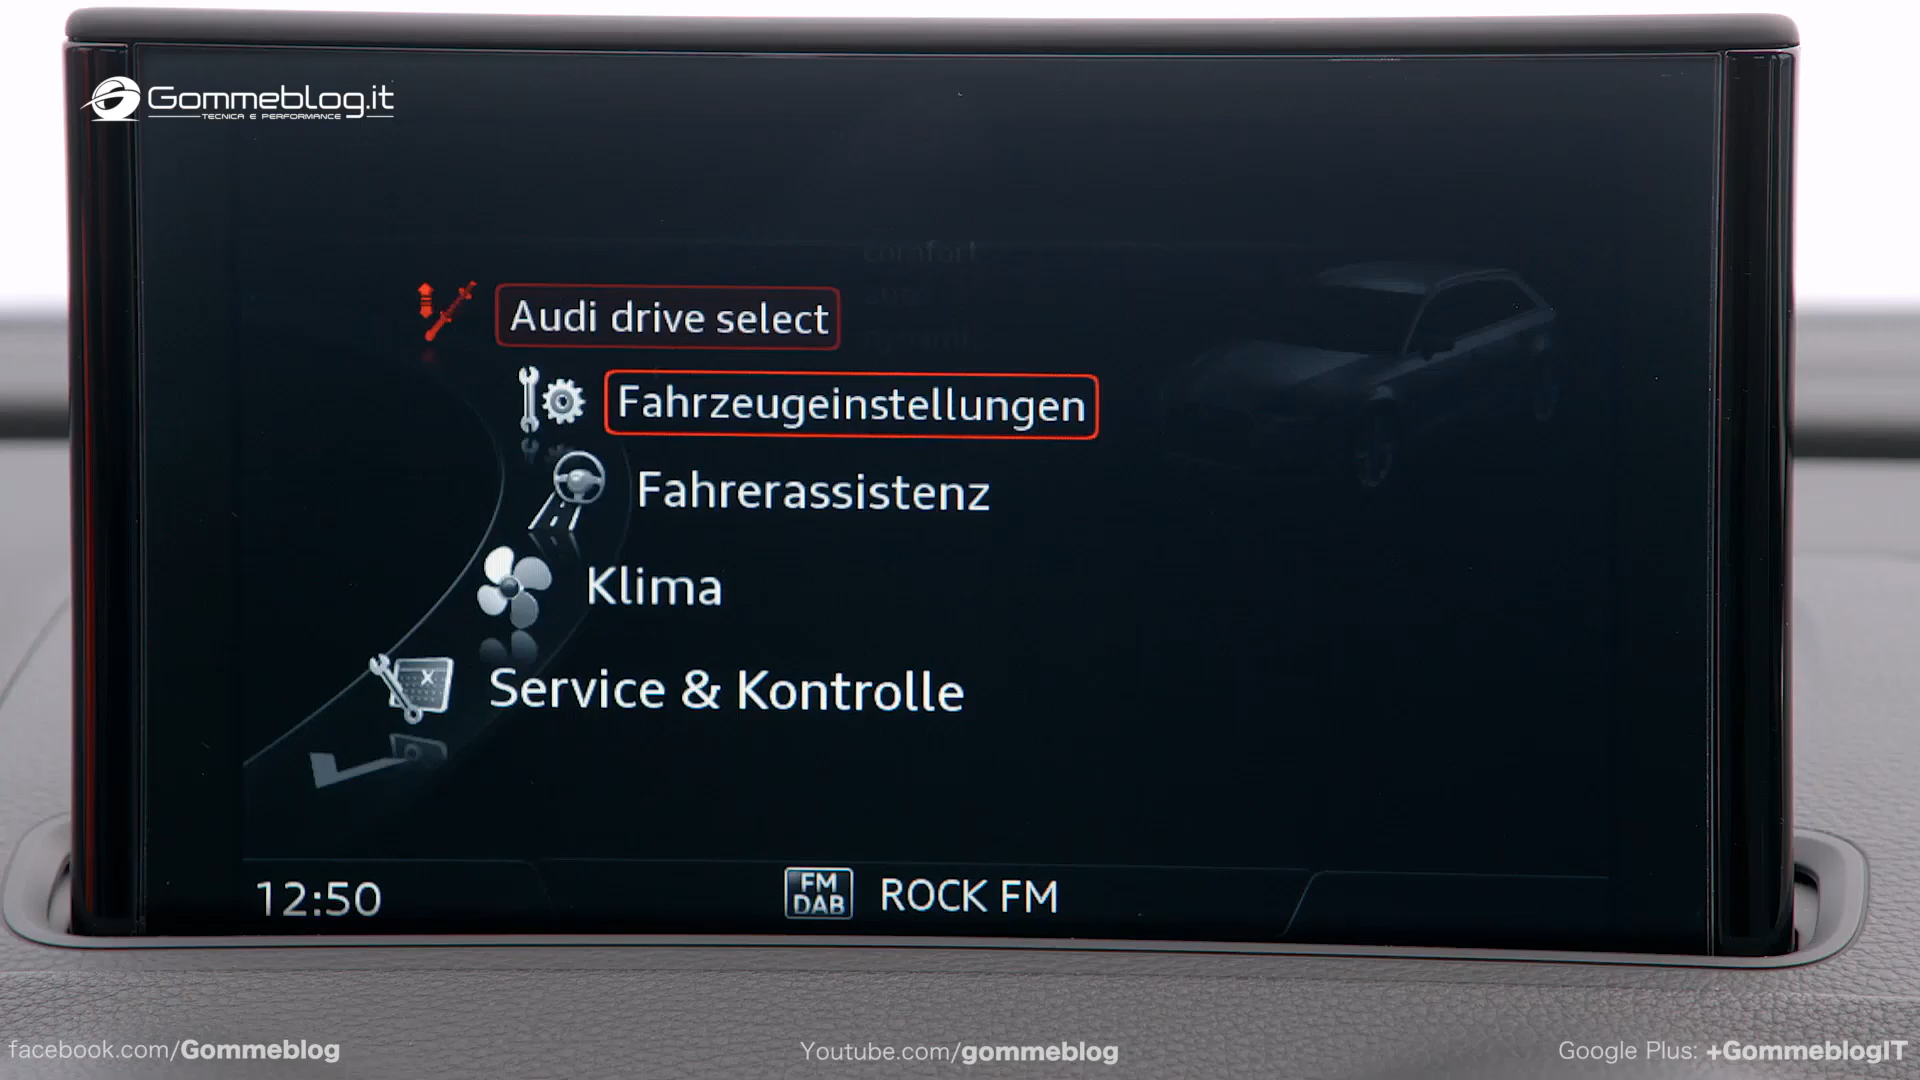 Gommeblog.it
TECNICA E PERFORMANCE
comfort
Audi drive select
Fahrzeugeinstellungen
Fahrerassistenz
Klima
Service & Kontrolle
12:50
FM
DAB
ROCK FM
facebook.com/Gommeblog
Youtube.com/gommeblog
Google Plus: +GommeblogIT